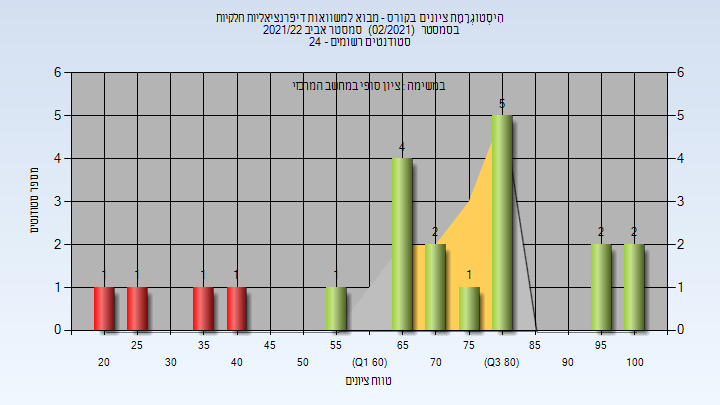 היסטוגרמת ציונים בקורס - מבוא למשוואות דיפרנציאליות חלקיות
בסמסטר (02/2021) סמסטר אביב 2021/22
סטודנטים רשומים - 24
במשימה : ציון סופי במחשב המרכזי
מספר סטודנטים
6 6
5 5
4 4
3 3
2 2
1 1
0 0
1 1 1 1 1 4 2 1 5 2 2
25 35 45 55 65 75 85 95
20 30 40 50 (Q1 60) 70 (Q3 80) 90 100
טווח ציונים